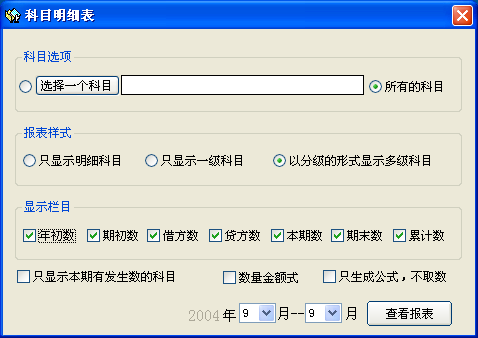 科目明细表
科目选项
选择一个科目 所有的科目
报表样式
只显示明细科目 只显示一级科目 以分级的形式显示多级科目
显示栏目
年初数 期初数 借方数 贷方数 本期数 期末数 累计数
只显示本期有发生数的科目 数量金额式 只生成公式，不取数
2004 年 9 月--9 月 查看报表